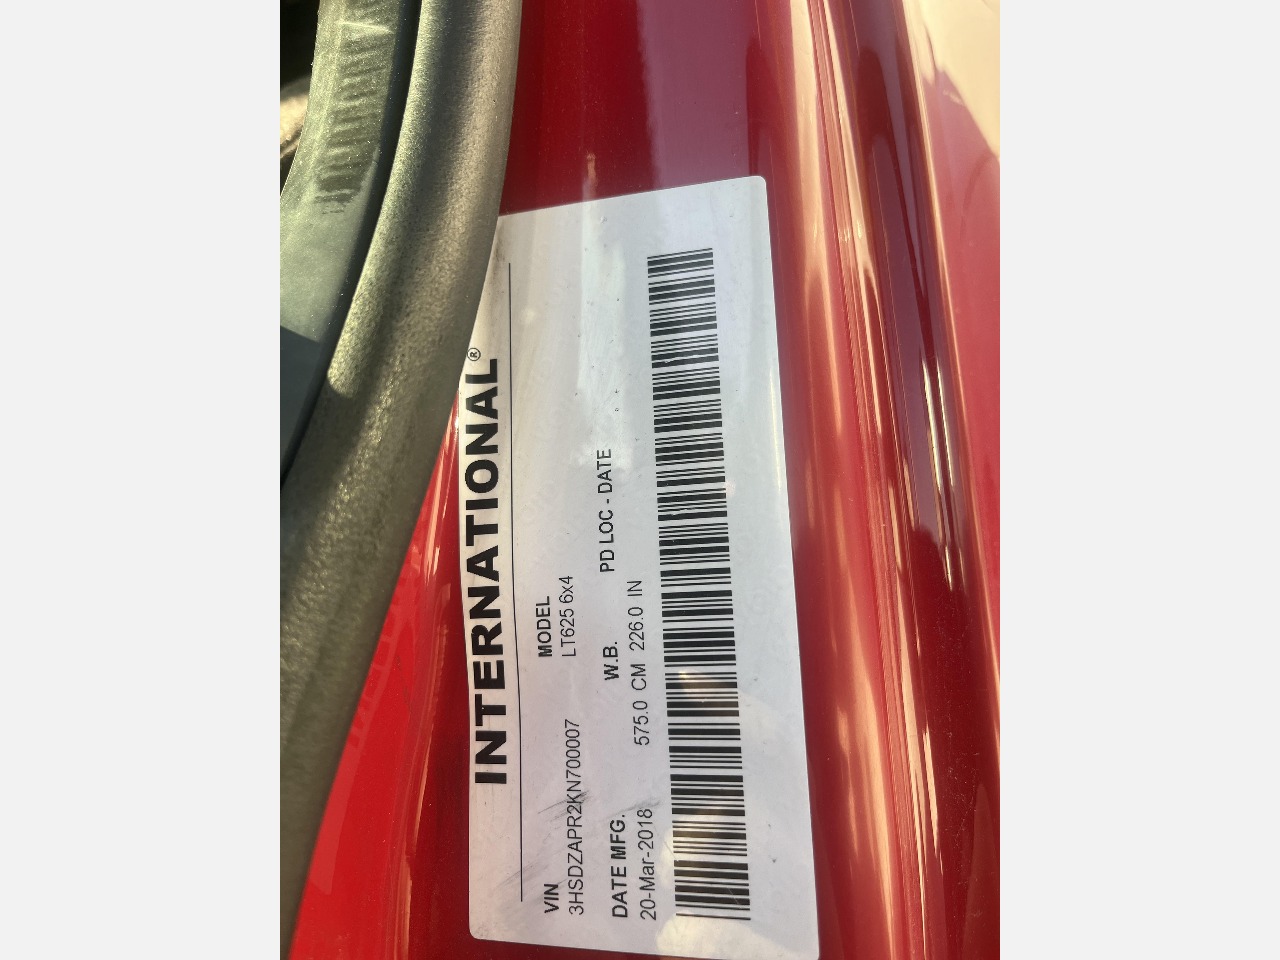 INTERNATIONAL®
VIN MODEL
3HSDZAPR2KN700007 LT625 6x4
DATE MFG. W.B. PD LOC - DATE
20-Mar-2018 575.0 CM 226.0 IN